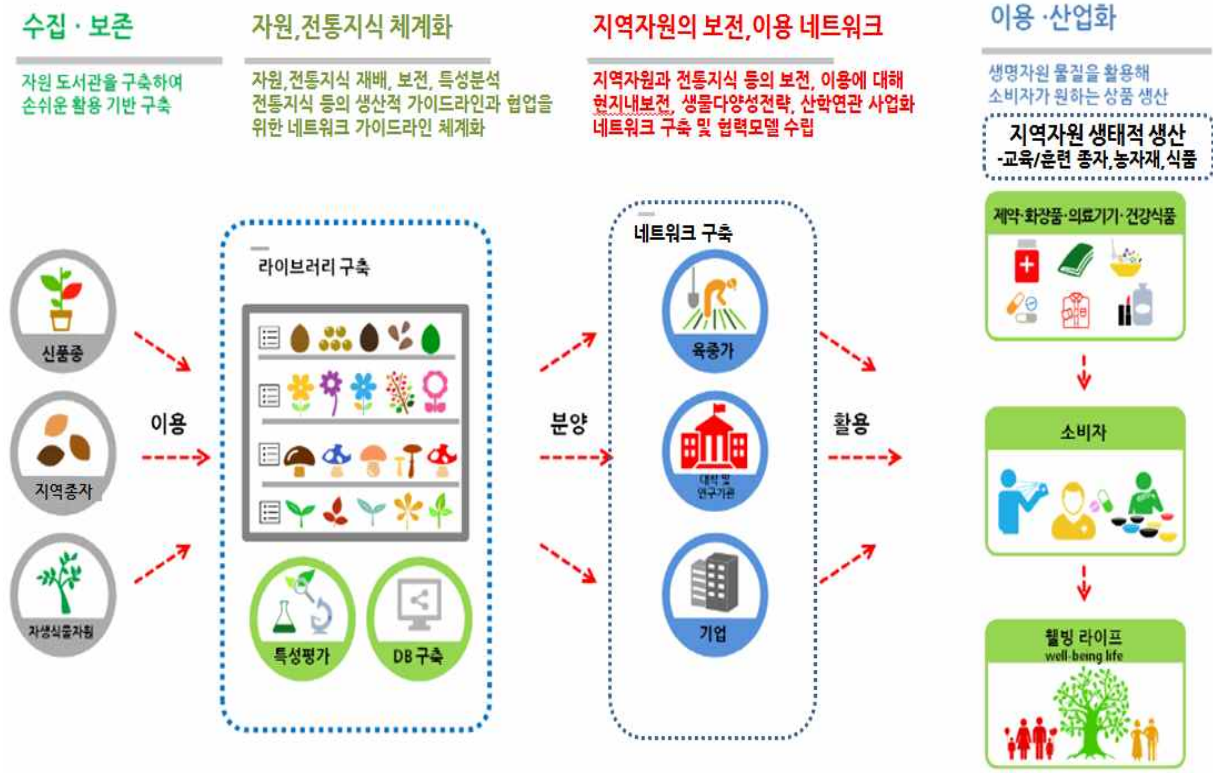 수집 · 보존
자원 도서관을 구축하여
손쉬운 활용 기반 구축
자원,전통지식 체계화
자원,전통지식 재배, 보전, 특성분석
전통지식 등의 생산적 가이드라인과 협업을
위한 네트워크 가이드라인 체계화
지역자원의 보전,이용 네트워크
지역자원과 전통지식 등의 보전, 이용에 대해
현지내보전, 생물다양성전략, 산학연관 사업화
네트워크 구축 및 협력모델 수립
이용 ·산업화
생명자원 물질을 활용해
소비자가 원하는 상품 생산
지역자원 생태적 생산
-교육/훈련 종자,농자재,식품
신품종
지역종자
자생식물자원
이용
라이브러리 구축
특성평가
DB 구축
분양
네트워크 구축
육종가
대학 및
연구기관
기업
활용
제약·화장품·의료기기·건강식품
소비자
웰빙 라이프
well-being life